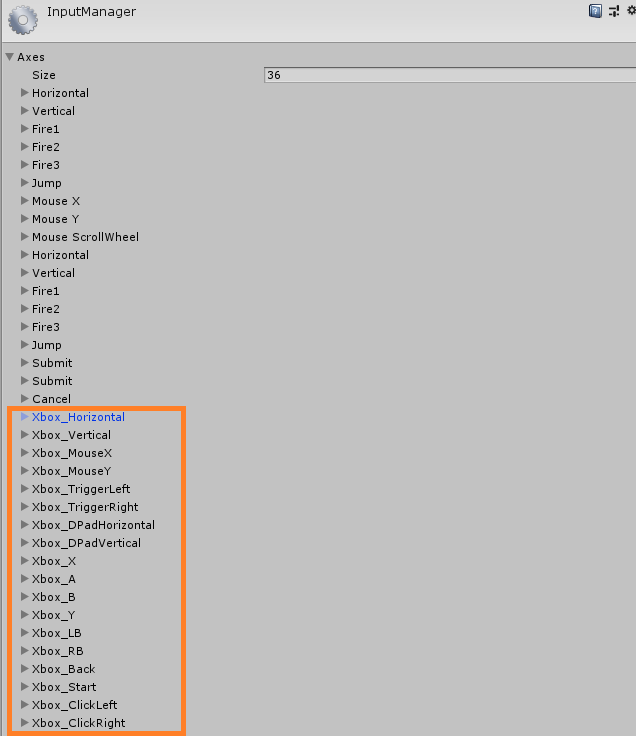 InputManager
Axes
Size 36
Horizontal
Vertical
Fire1
Fire2
Fire3
Jump
Mouse X
Mouse Y
Mouse ScrollWheel
Horizontal
Vertical
Fire1
Fire2
Fire3
Jump
Submit
Submit
Cancel
Xbox_Horizontal
Xbox_Vertical
Xbox_MouseX
Xbox_MouseY
Xbox_TriggerLeft
Xbox_TriggerRight
Xbox_DPadHorizontal
Xbox_DPadVertical
Xbox_X
Xbox_A
Xbox_B
Xbox_Y
Xbox_LB
Xbox_RB
Xbox_Back
Xbox_Start
Xbox_ClickLeft
Xbox_ClickRight